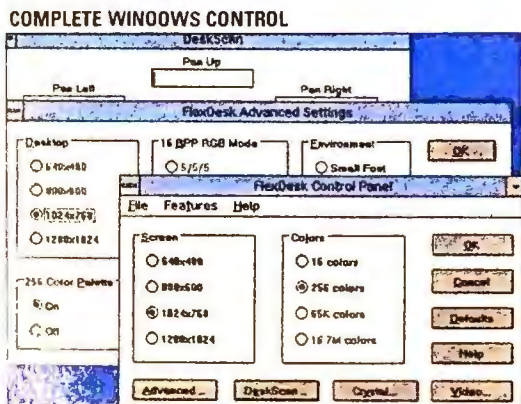 COMPLETE WINDOWS CONTROL
DeskScan
Pan Up
Pan Left
Pan Right
FlexDesk Advanced Settings
Desktop
640x480
800x600
1024x768
1280x1024
16 BPP RGB Mode
5/5/5
Environment
Small Font
OK
256 Color Palette
On
Off
FlexDesk Control Panel
File Features Help
Screen
640x480
800x600
1024x768
1280x1024
Colors
16 colors
256 colors
65K colors
16.7M colors
OK
Cancel
Defaults
Help
Advanced...
DeskScan...
Crystal...
Video...